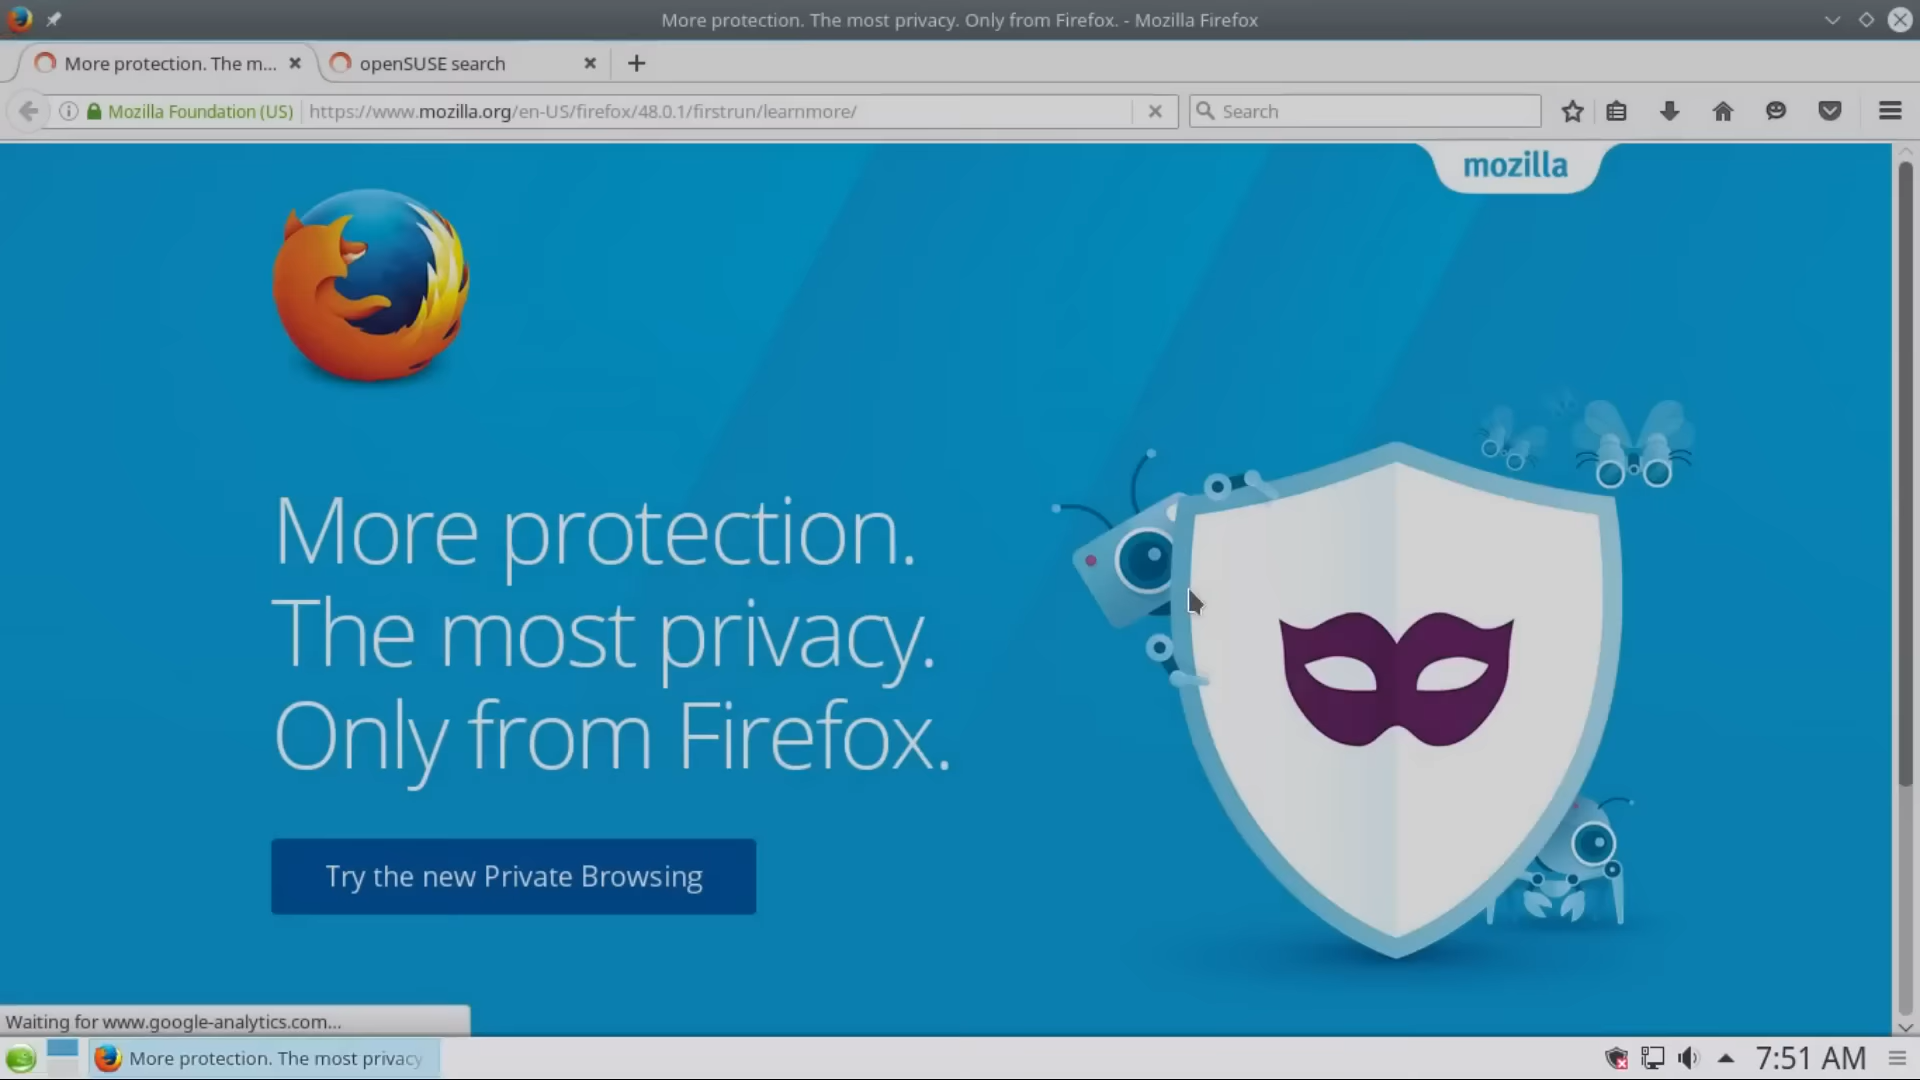 More protection. The most privacy. Only from Firefox. - Mozilla Firefox
More protection. The m...
openSUSE search
Mozilla Foundation (US)
https://www.mozilla.org/en-US/firefox/48.0.1/firstrun/learnmore/
Search
mozilla
More protection.
The most privacy.
Only from Firefox.
Try the new Private Browsing
Waiting for www.google-analytics.com...
More protection. The most privacy
7:51 AM